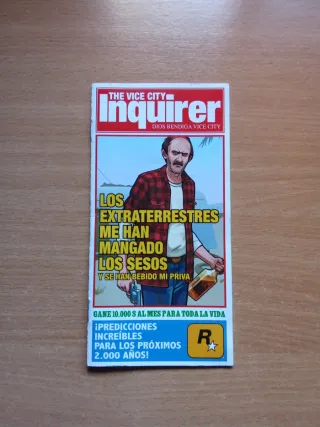 THE VICE CITY
Inquirer
DIOS BENDIGA VICE CITY
LOS
EXTRATERRESTRES
ME HAN
MANGADO
LOS SESOS
Y SE HAN BEBIDO MI PRIVA
GANE 10.000 $ AL MES PARA TODA LA VIDA
¡PREDICCIONES
INCREÍBLES
PARA LOS PRÓXIMOS
2.000 AÑOS!
R